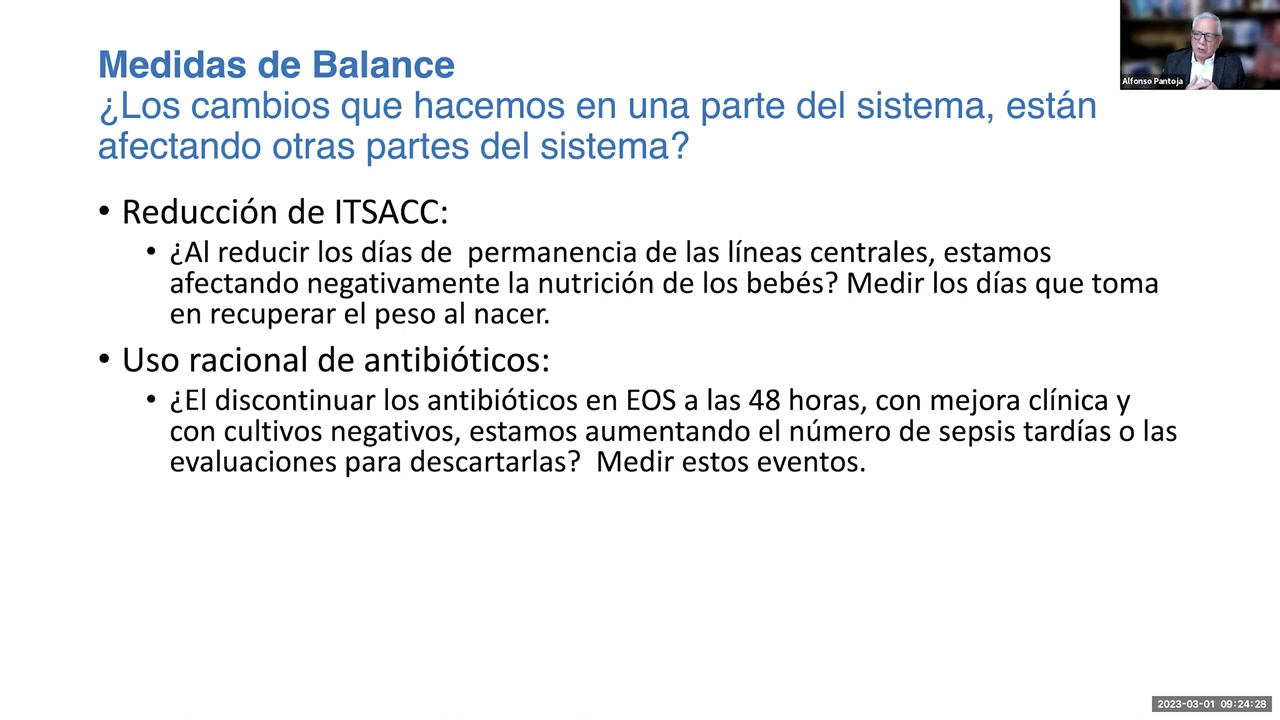 Medidas de Balance
¿Los cambios que hacemos en una parte del sistema, están
afectando otras partes del sistema?
• Reducción de ITSACC:
• ¿Al reducir los días de  permanencia de las líneas centrales, estamos
afectando negativamente la nutrición de los bebés? Medir los días que toma
en recuperar el peso al nacer.
• Uso racional de antibióticos:
• ¿El discontinuar los antibióticos en EOS a las 48 horas, con mejora clínica y
con cultivos negativos, estamos aumentando el número de sepsis tardías o las
evaluaciones para descartarlas?  Medir estos eventos.
Alfonso Pantoja
2023-03-01 09:24:28